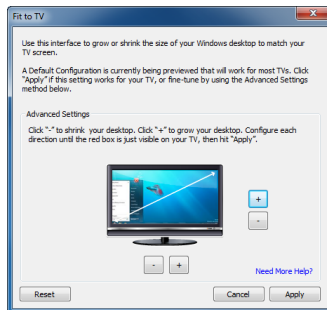 Fit to TV
Use this interface to grow or shrink the size of your Windows desktop to match your
TV screen.
A Default Configuration is currently being previewed that will work for most TVs. Click
"Apply" if this setting works for your TV, or fine-tune by using the Advanced Settings
method below.
Advanced Settings
Click "-" to shrink your desktop. Click "+" to grow your desktop. Configure each
direction until the red box is just visible on your TV, then hit "Apply".
+
-
- +
Need More Help?
Reset Cancel Apply